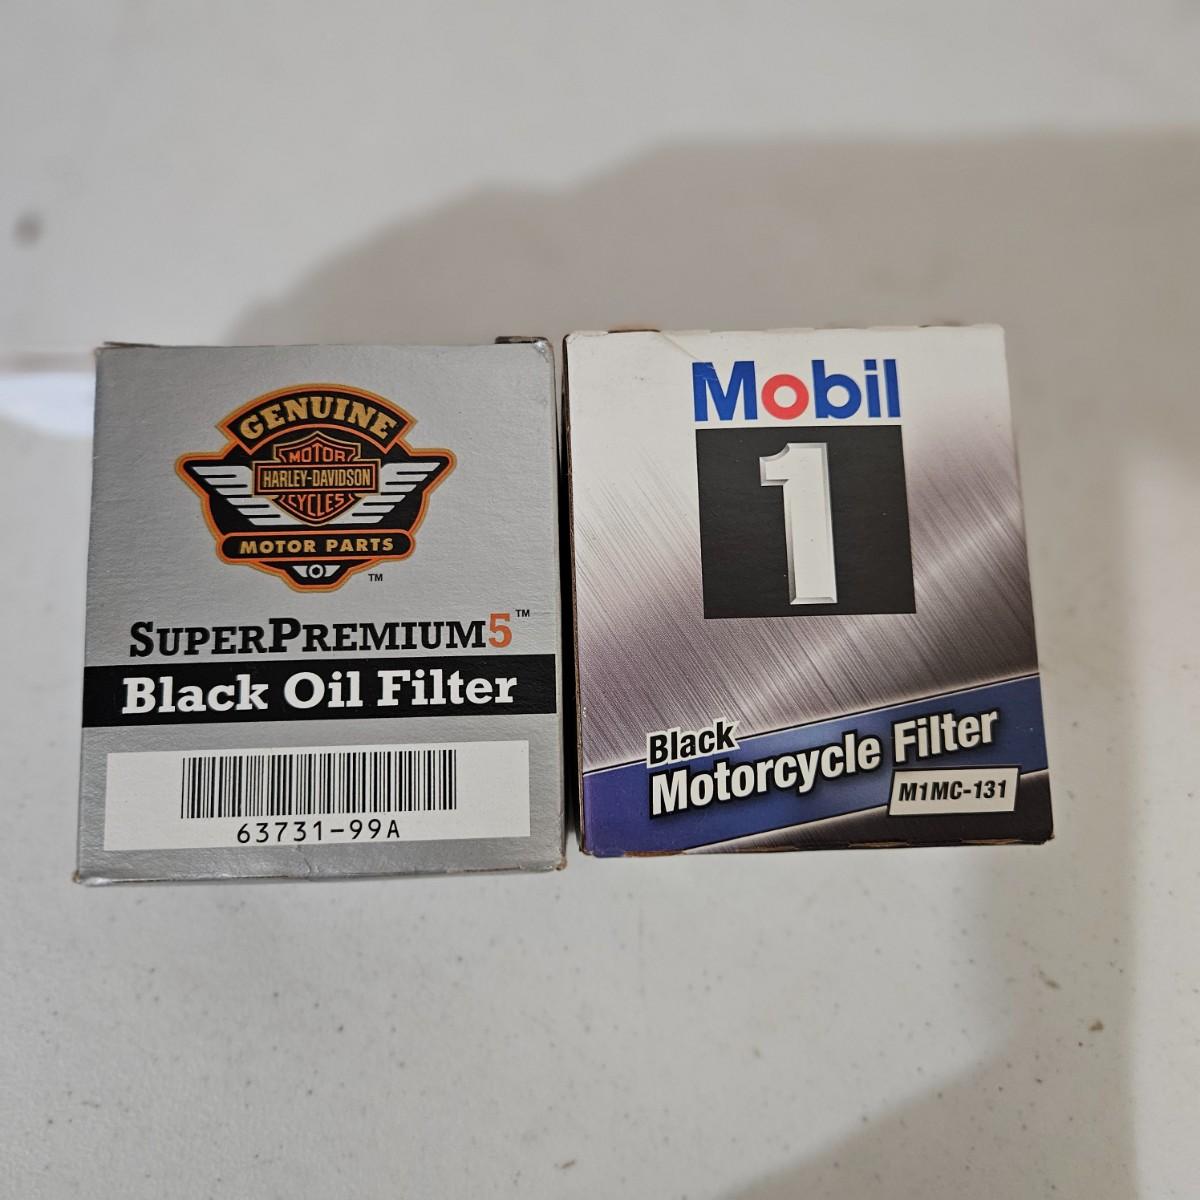 GENUINE
MOTOR
HARLEY-DAVIDSON
CYCLES
MOTOR PARTS
TM
SUPERPREMIUM5™
Black Oil Filter
63731-99A
Mobil
1
Black
Motorcycle Filter
M1MC-131